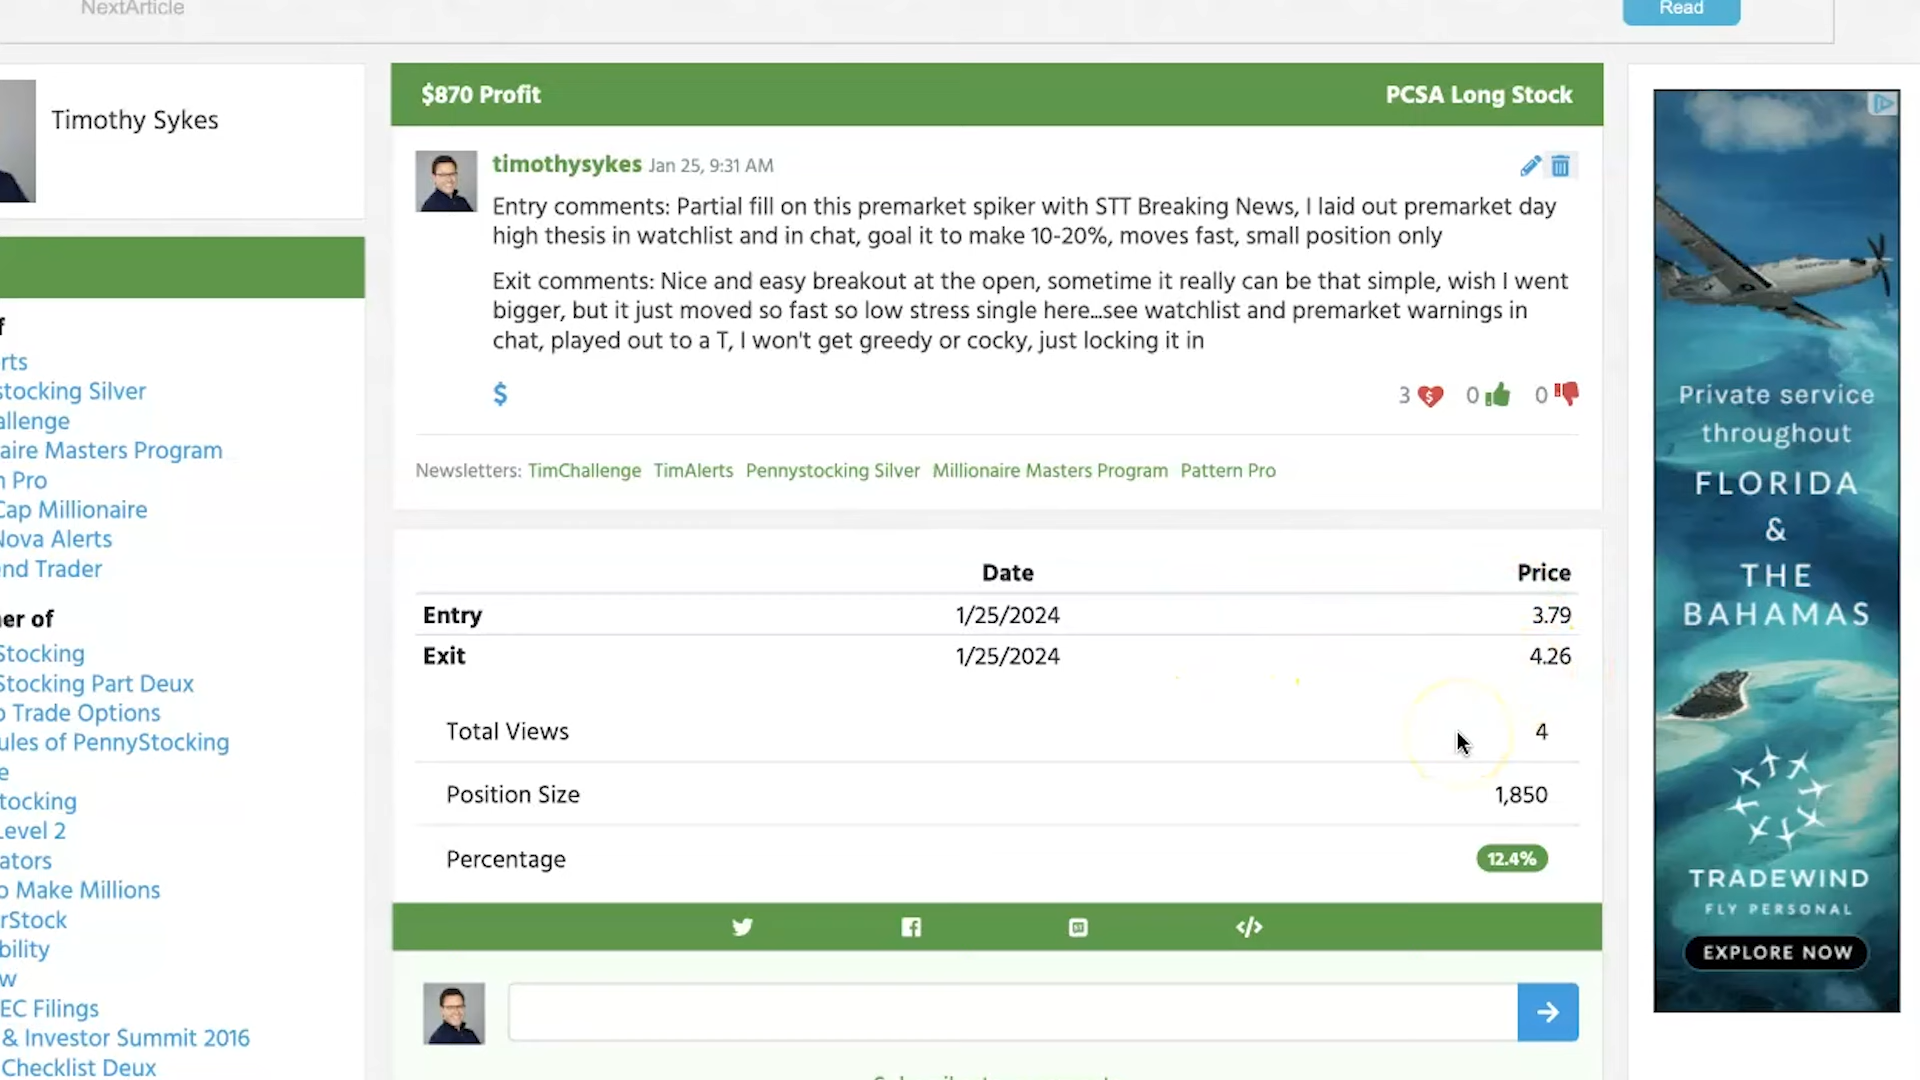 NextArticle
Read
Timothy Sykes
$870 Profit
PCSA Long Stock
timothysykes Jan 25, 9:31 AM
Entry comments: Partial fill on this premarket spiker with STT Breaking News, I laid out premarket day
high thesis in watchlist and in chat, goal it to make 10-20%, moves fast, small position only
Exit comments: Nice and easy breakout at the open, sometime it really can be that simple, wish I went
bigger, but it just moved so fast so low stress single here...see watchlist and premarket warnings in
chat, played out to a T, I won't get greedy or cocky, just locking it in
$
3 0 0
Newsletters: TimChallenge TimAlerts Pennystocking Silver Millionaire Masters Program Pattern Pro
Date Price
Entry 1/25/2024 3.79
Exit 1/25/2024 4.26
Total Views 4
Position Size 1,850
Percentage 12.4%
f
rts
stocking Silver
allenge
aire Masters Program
n Pro
Cap Millionaire
Nova Alerts
nd Trader
er of
Stocking
Stocking Part Deux
o Trade Options
ules of PennyStocking
e
tocking
Level 2
ators
o Make Millions
rStock
bility
w
EC Filings
& Investor Summit 2016
Checklist Deux
Private service
throughout
FLORIDA
&
THE
BAHAMAS
TRADEWIND
FLY PERSONAL
EXPLORE NOW